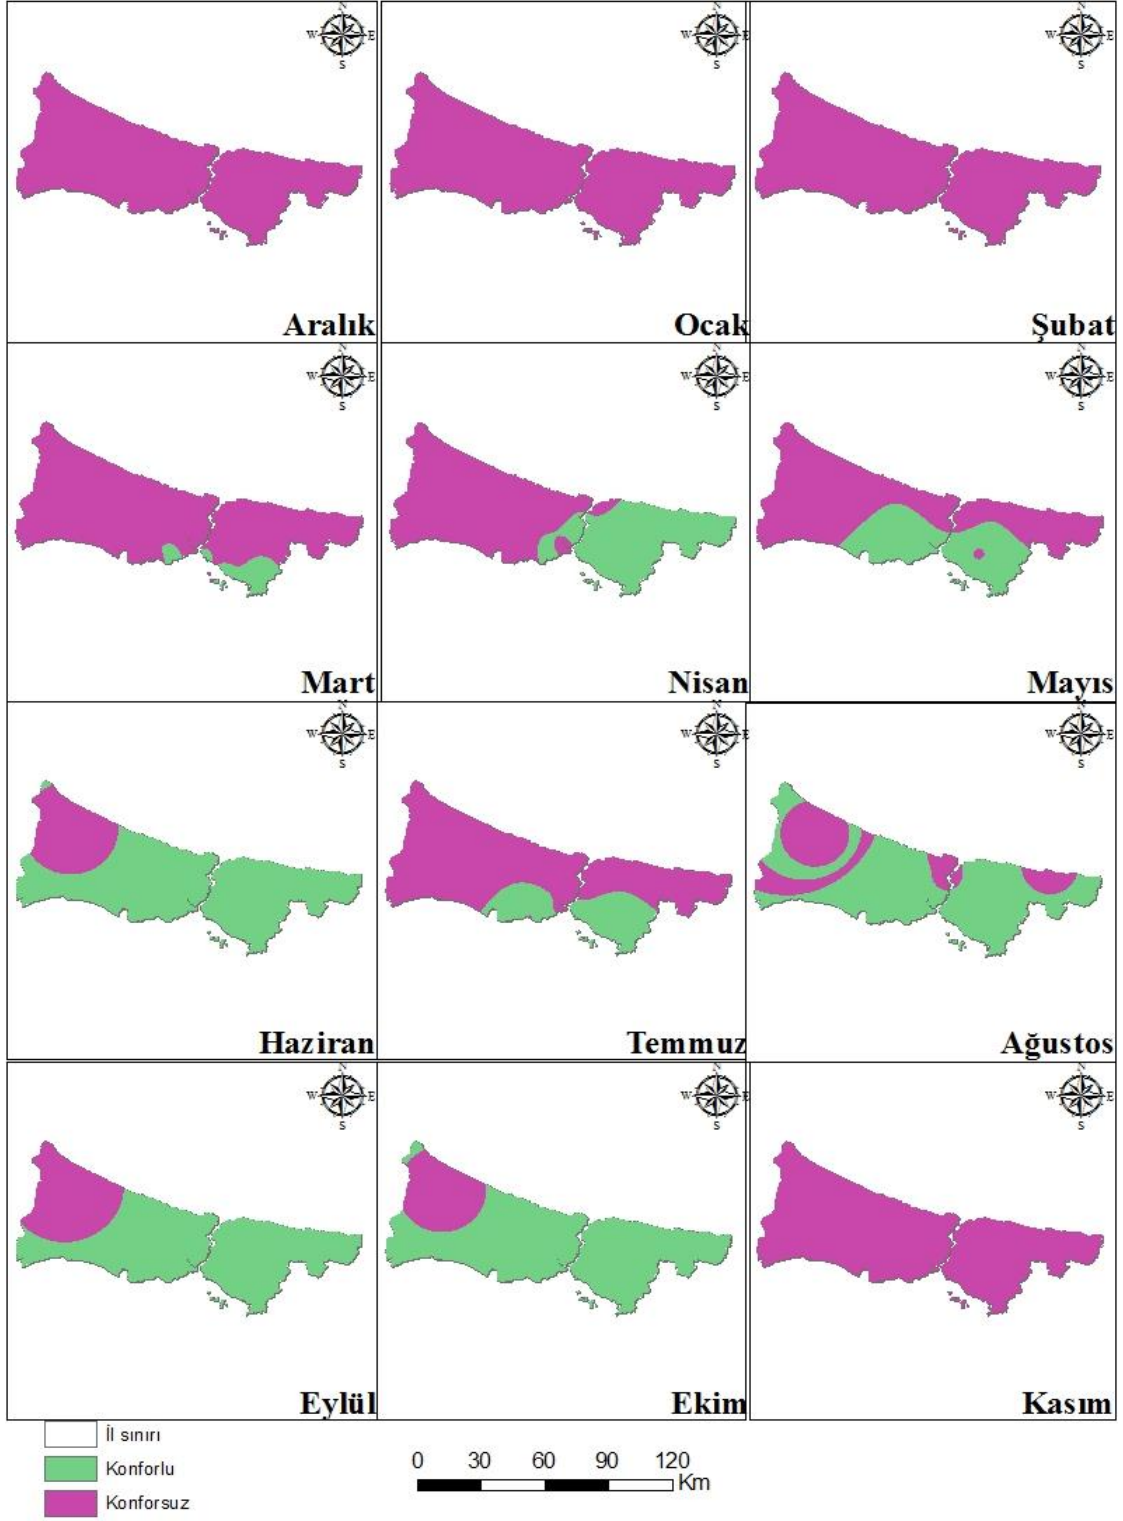 N
W E
S
N
W E
S
N
W E
S
Aralık
Ocak
Şubat
N
W E
S
N
W E
S
N
W E
S
Mart
Nisan
Mayıs
N
W E
S
N
W E
S
N
W E
S
Haziran
Temmuz
Ağustos
N
W E
S
N
W E
S
N
W E
S
Eylül
Ekim
Kasım
İl sınırı
Konforlu
Konforsuz
0 30 60 90 120
Km